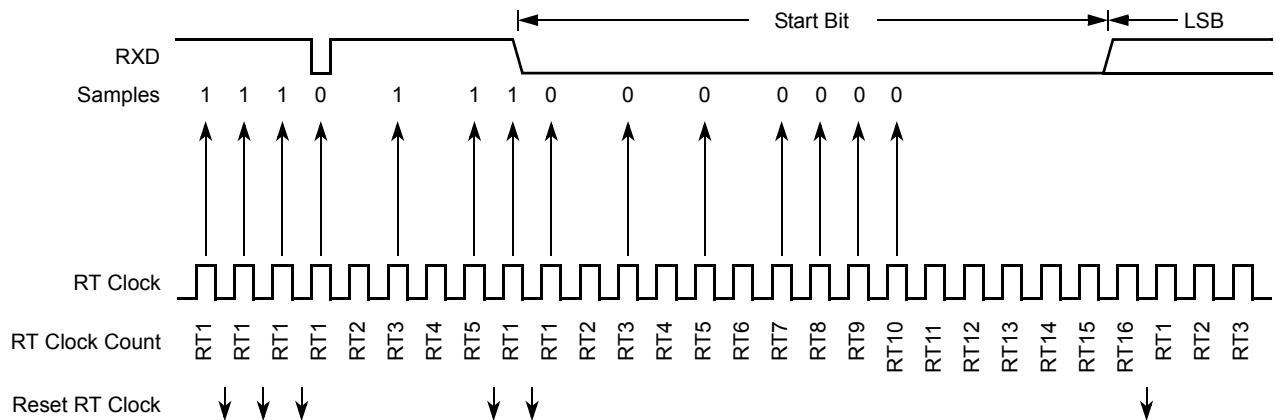 Start Bit LSB
RXD
Samples 1 1 1 0 1 1 1 0 0 0 0 0 0 0
RT Clock
RT Clock Count RT1 RT1 RT1 RT1 RT2 RT3 RT4 RT5 RT1 RT1 RT2 RT3 RT4 RT5 RT6 RT7 RT8 RT9 RT10 RT11 RT12 RT13 RT14 RT15 RT16 RT1 RT2 RT3
Reset RT Clock